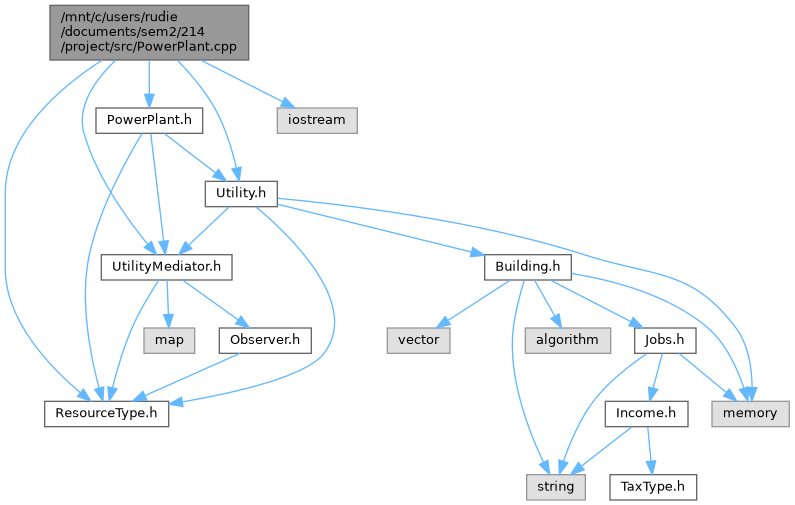 /mnt/c/users/rudie
/documents/sem2/214
/project/src/PowerPlant.cpp
PowerPlant.h
iostream
Utility.h
UtilityMediator.h
Building.h
map
Observer.h
vector
algorithm
Jobs.h
ResourceType.h
Income.h
memory
string
TaxType.h